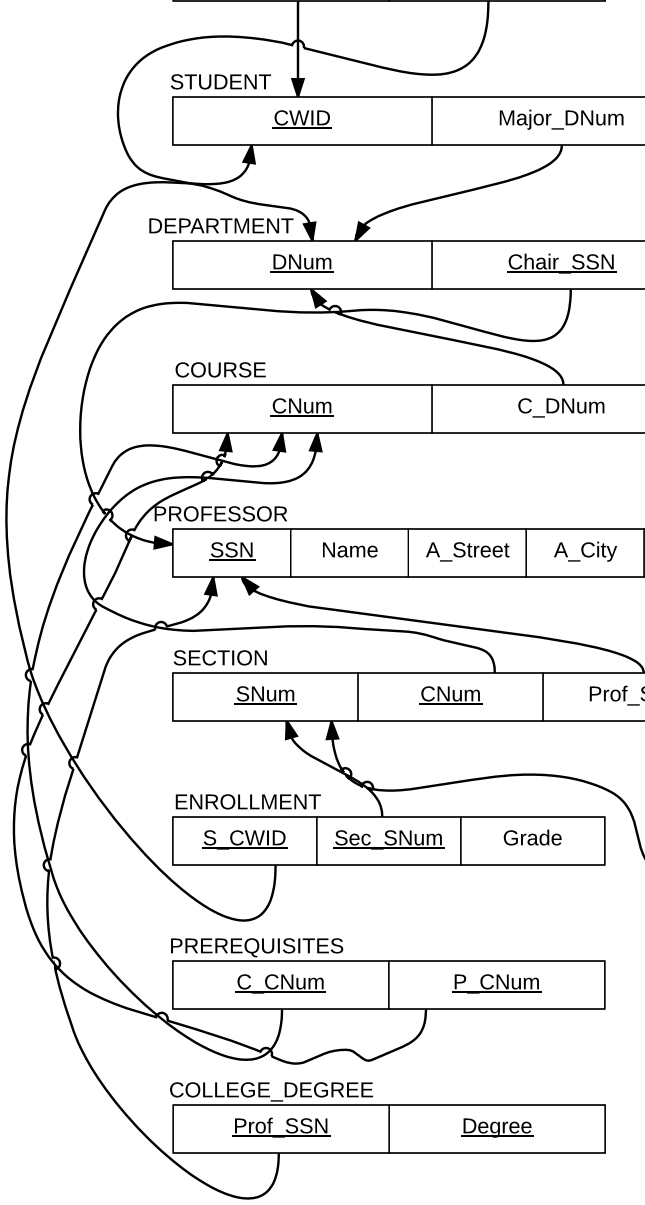 STUDENT
CWID Major_DNum
DEPARTMENT
DNum Chair_SSN
COURSE
CNum C_DNum
PROFESSOR
SSN Name A_Street A_City
SECTION
SNum CNum Prof_S
ENROLLMENT
S_CWID Sec_SNum Grade
PREREQUISITES
C_CNum P_CNum
COLLEGE_DEGREE
Prof_SSN Degree